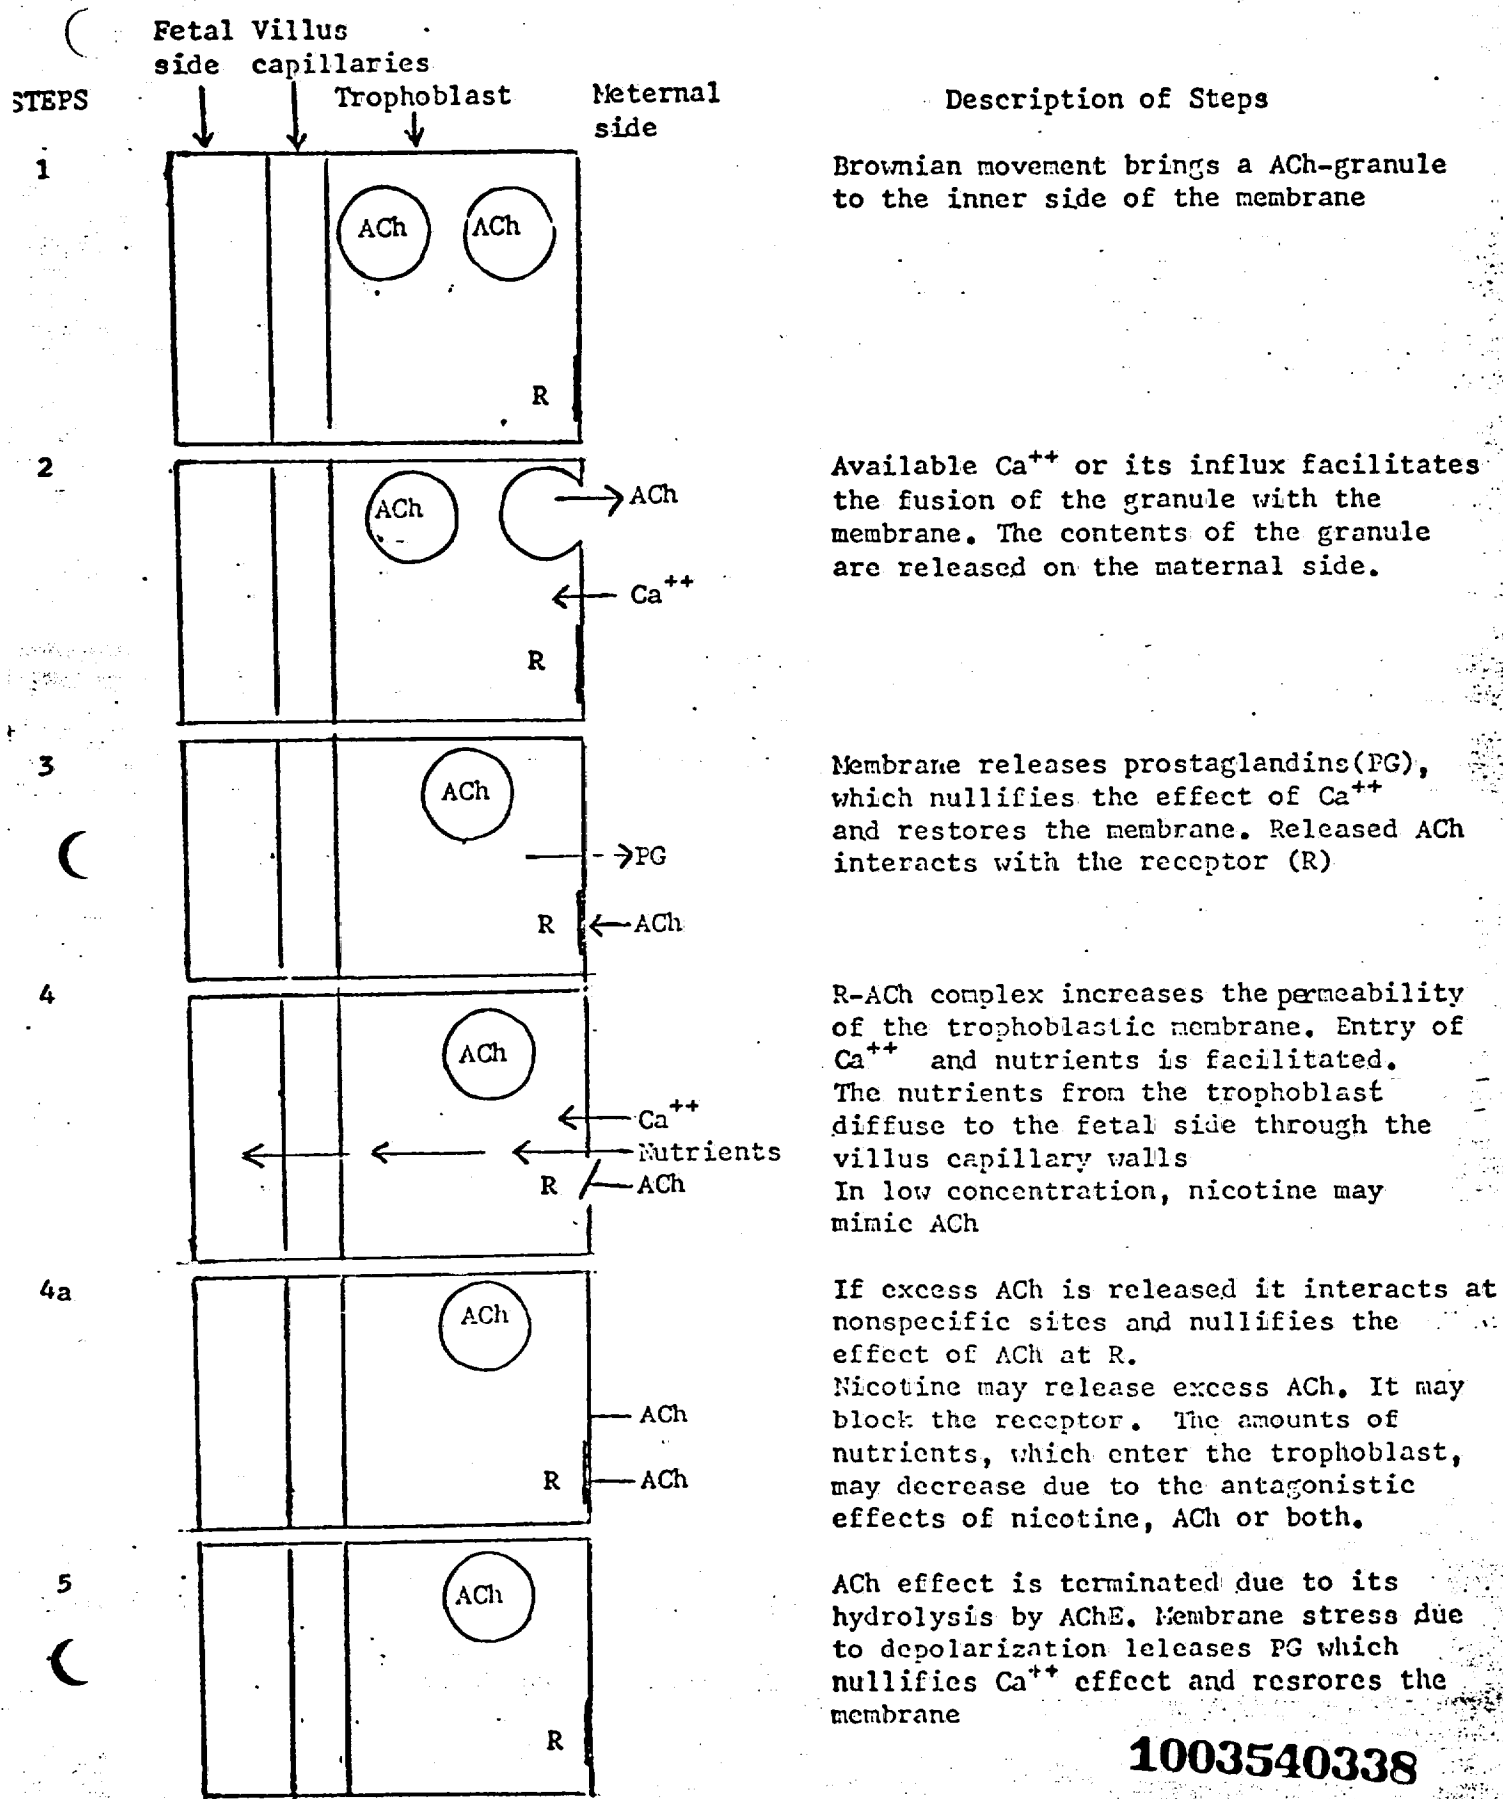 Fetal Villus
side capillaries
STEPS
Trophoblast
Meternal
side
Description of Steps
1
ACh
ACh
R
Brownian movement brings a ACh-granule
to the inner side of the membrane
2
ACh
ACh
Ca++
R
Available Ca++ or its influx facilitates
the fusion of the granule with the
membrane. The contents of the granule
are released on the maternal side.
3
ACh
PG
R
ACh
Membrane releases prostaglandins(PG),
which nullifies the effect of Ca++
and restores the membrane. Released ACh
interacts with the receptor (R)
4
ACh
Ca++
Nutrients
R
ACh
R-ACh complex increases the permeability
of the trophoblastic membrane. Entry of
Ca++ and nutrients is facilitated.
The nutrients from the trophoblast
diffuse to the fetal side through the
villus capillary walls
In low concentration, nicotine may
mimic ACh
4a
ACh
ACh
R
ACh
If excess ACh is released it interacts at
nonspecific sites and nullifies the
effect of ACh at R.
Nicotine may release excess ACh. It may
block the receptor. The amounts of
nutrients, which enter the trophoblast,
may decrease due to the antagonistic
effects of nicotine, ACh or both.
5
ACh
R
ACh effect is terminated due to its
hydrolysis by AChE. Membrane stress due
to depolarization leleases PG which
nullifies Ca++ effect and resrores the
membrane
1003540338